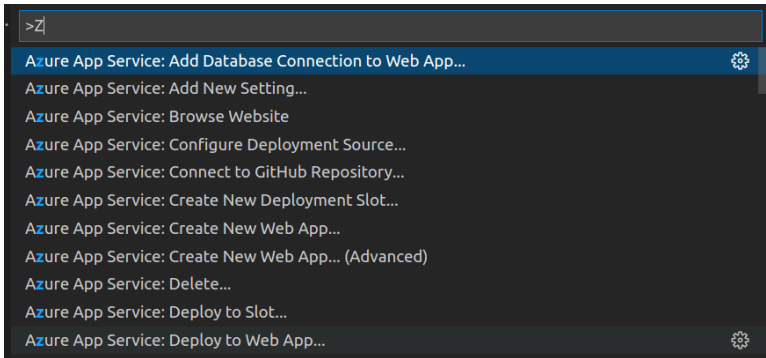 >Z
Azure App Service: Add Database Connection to Web App...
Azure App Service: Add New Setting...
Azure App Service: Browse Website
Azure App Service: Configure Deployment Source...
Azure App Service: Connect to GitHub Repository...
Azure App Service: Create New Deployment Slot...
Azure App Service: Create New Web App...
Azure App Service: Create New Web App... (Advanced)
Azure App Service: Delete...
Azure App Service: Deploy to Slot...
Azure App Service: Deploy to Web App...